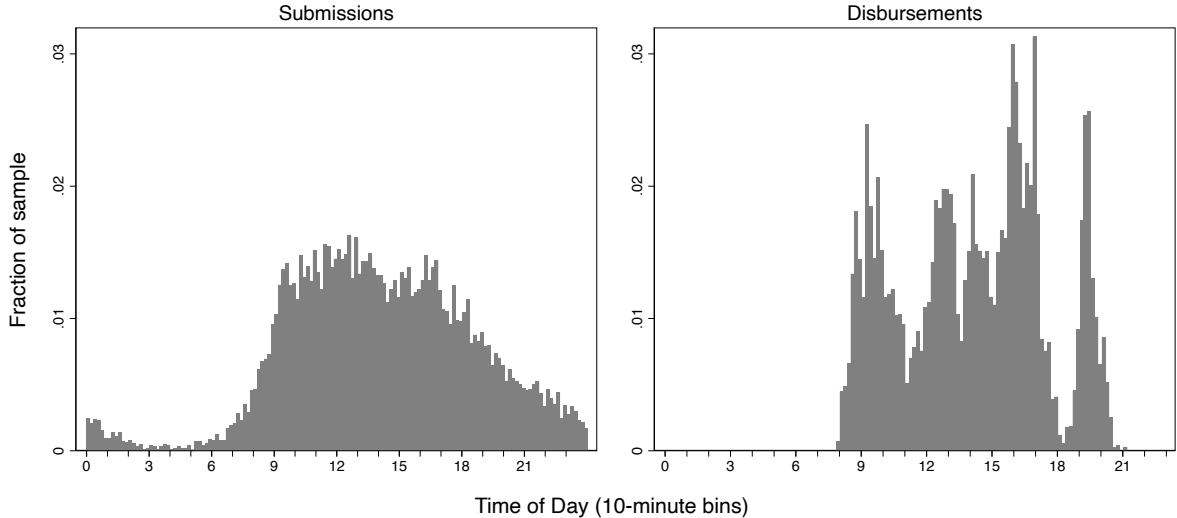 Submissions
Disbursements
Fraction of sample
.03
.02
.01
0
0 3 6 9 12 15 18 21
.03
.02
.01
0
0 3 6 9 12 15 18 21
Time of Day (10-minute bins)